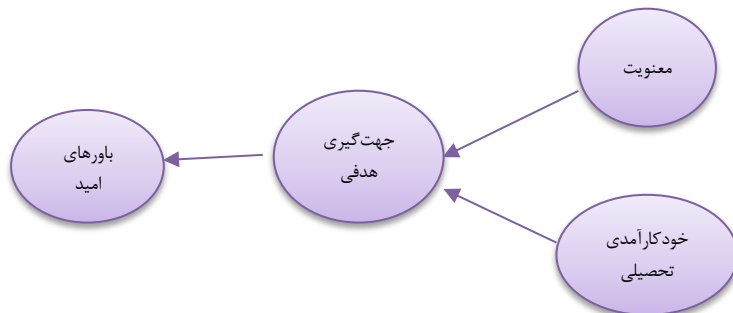 معنویت
جهت‌گیری
هدفی
باورهای
امید
خودکارآمدی
تحصیلی